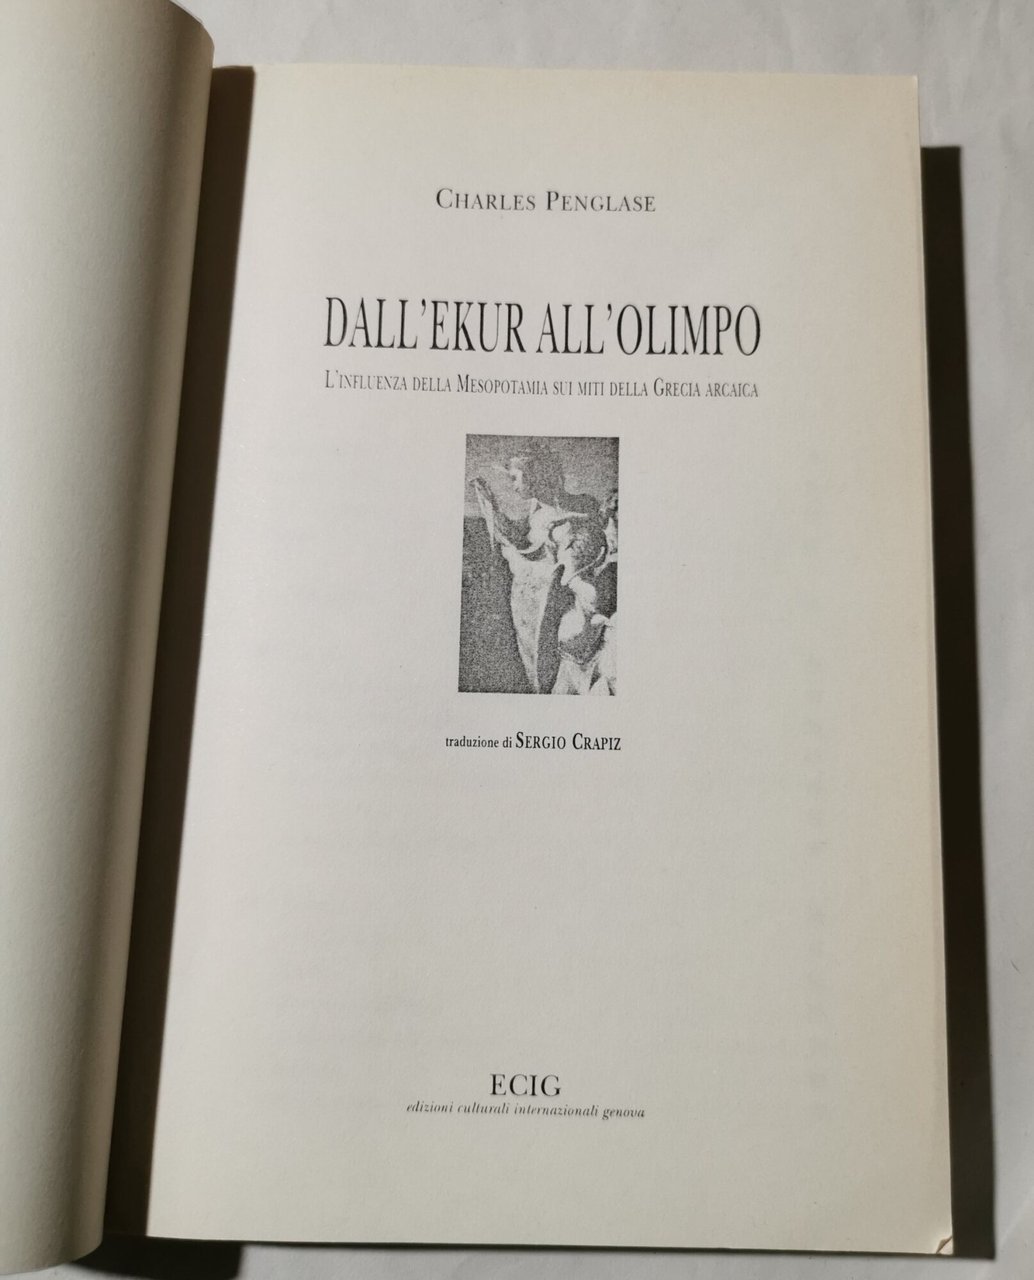 CHARLES PENGLASE
DALL'EKUR ALL'OLIMPO
L'INFLUENZA DELLA MESOPOTAMIA SUI MITI DELLA GRECIA ARCAICA
traduzione di SERGIO CRAPIZ
ECIG
edizioni culturali internazionali genova